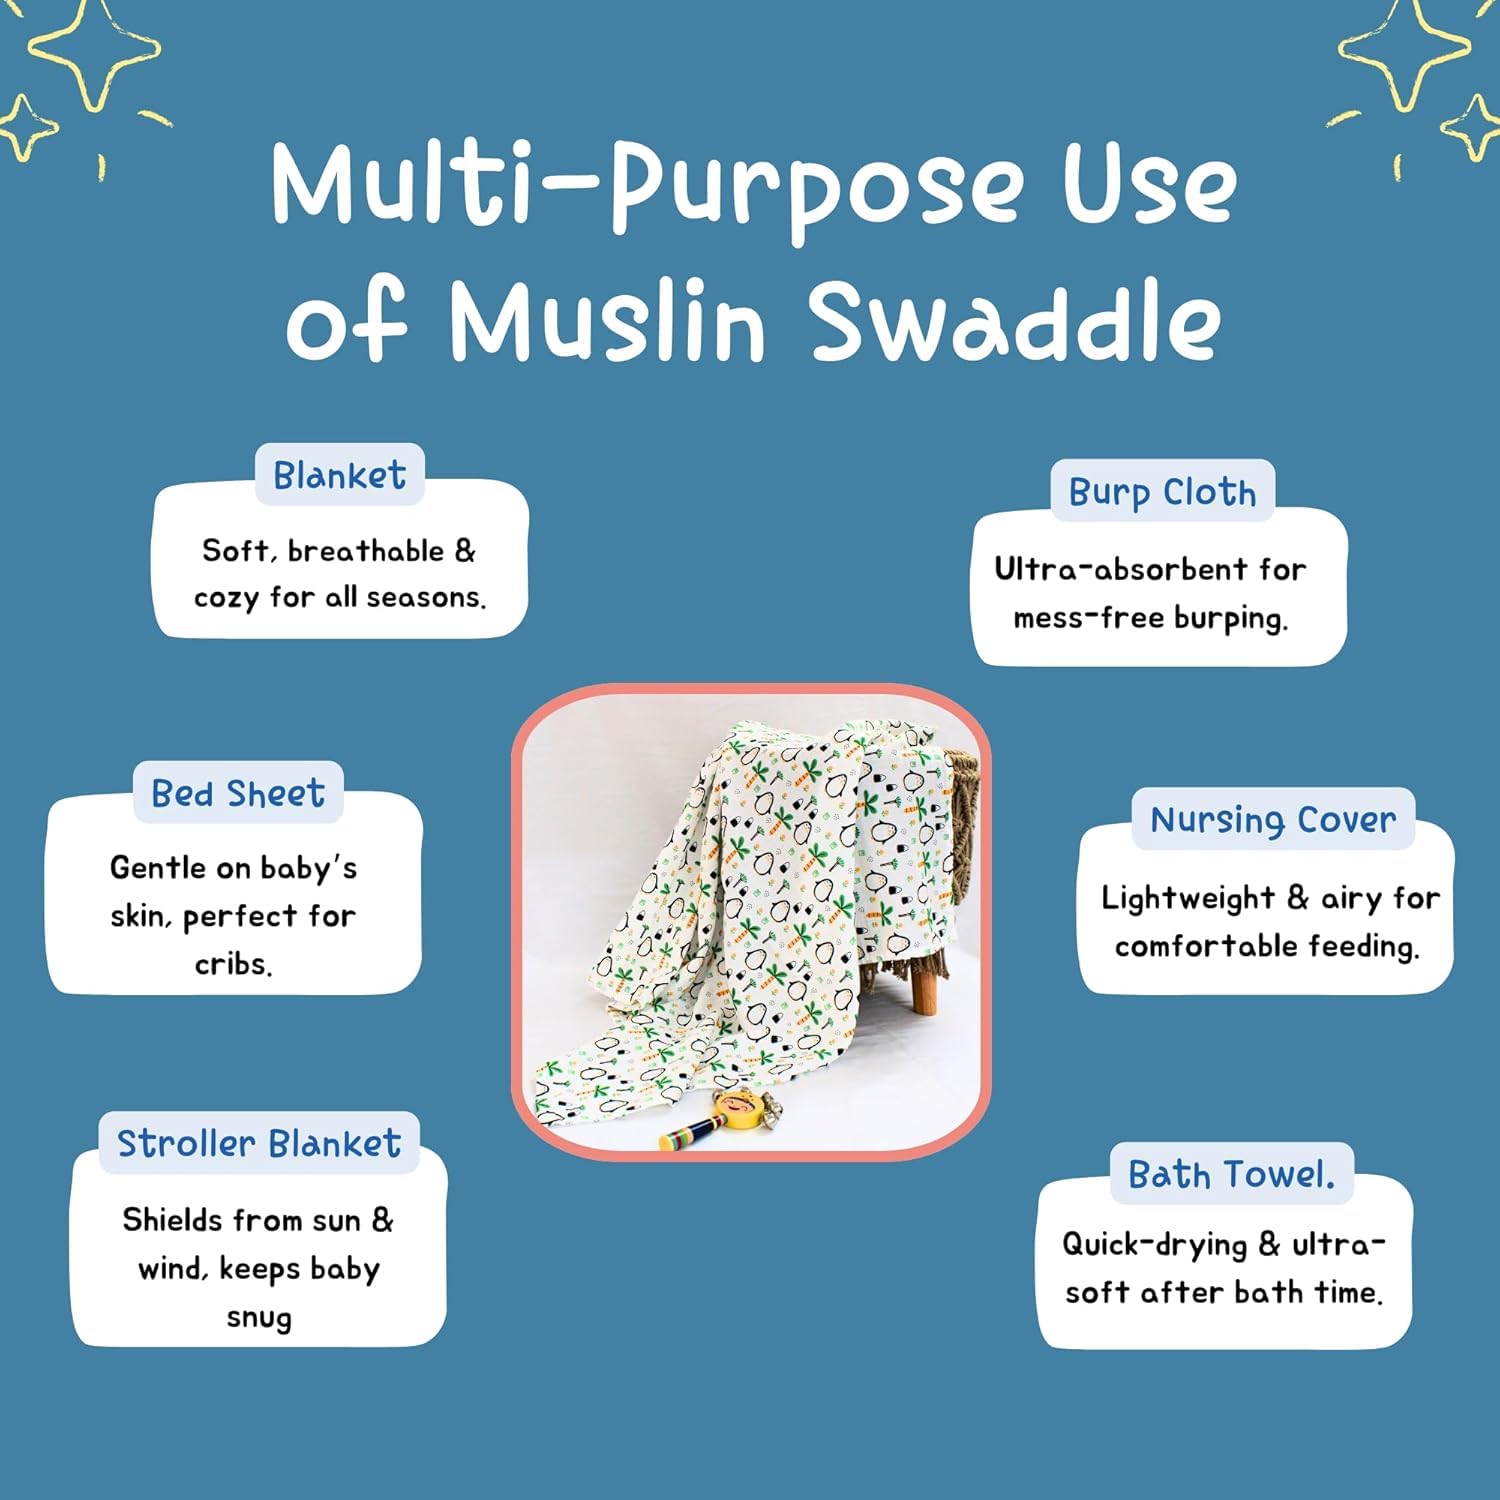 Multi-Purpose Use
of Muslin Swaddle
Blanket
Soft, breathable &
cozy for all seasons.
Burp Cloth
Ultra-absorbent for
mess-free burping.
Bed Sheet
Gentle on baby's
skin, perfect for
cribs.
Nursing Cover
Lightweight & airy for
comfortable feeding.
Stroller Blanket
Shields from sun &
wind, keeps baby
snug
Bath Towel.
Quick-drying & ultra-
soft after bath time.